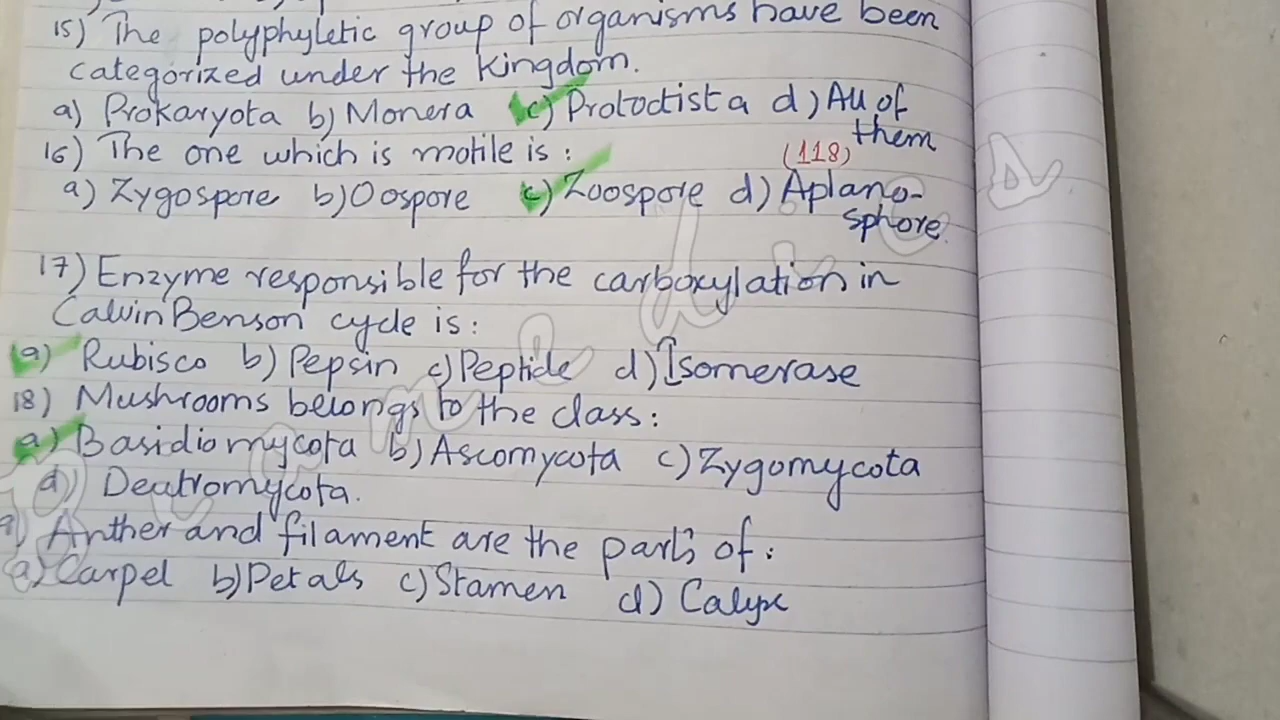 15) The polyphyletic group of organisms have been
categorized under the kingdom.
a) Prokaryota b) Monera c) Protoctista d) All of
them
16) The one which is motile is :
(118)
a) Zygospore b) Oospore c) Zoospore d) Aplano-
sphore.
17) Enzyme responsible for the carboxylation in
Calvin Benson cycle is :
a) Rubisco b) Pepsin c) Peptide d) Isomerase
18) Mushrooms belongs to the class :
a) Basidiomycota b) Ascomycota c) Zygomycota
d) Deutromycota.
9) Anther and filament are the parts of :
a) Carpel b) Petals c) Stamen d) Calyx